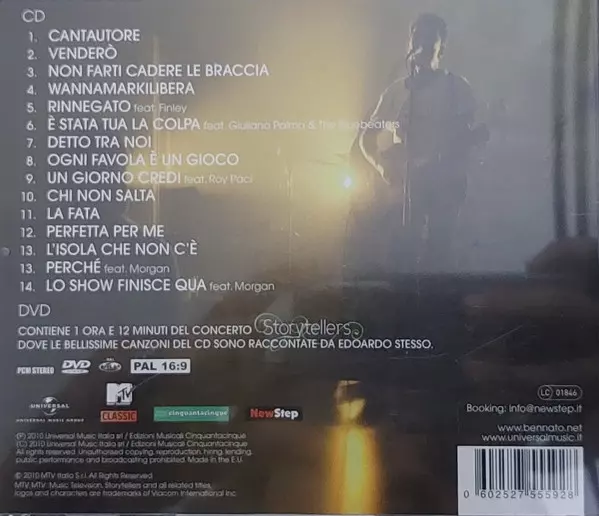 CD
1. CANTAUTORE
2. VENDERÒ
3. NON FARTI CADERE LE BRACCIA
4. WANNAMARKILIBERA
5. RINNEGATO feat. Finley
6. È STATA TUA LA COLPA feat. Giuliano Palma & The Bluebeaters
7. DETTO TRA NOI
8. OGNI FAVOLA È UN GIOCO
9. UN GIORNO CREDI feat. Roy Paci
10. CHI NON SALTA
11. LA FATA
12. PERFETTA PER ME
13. L'ISOLA CHE NON C'È
13. PERCHÉ feat. Morgan
14. LO SHOW FINISCE QUA feat. Morgan
DVD
CONTIENE 1 ORA E 12 MINUTI DEL CONCERTO Storytellers
DOVE LE BELLISSIME CANZONI DEL CD SONO RACCONTATE DA EDOARDO STESSO.
PCM STEREO DVD VIDEO PAL 16:9
LC 01846
UNIVERSAL
UNIVERSAL MUSIC GROUP
MTV
CLASSIC
cinquantacinque
NewStep
Booking: info@newstep.it
www.bennato.net
www.universalmusic.it
(P) 2010 Universal Music Italia srl / Edizioni Musicali Cinquantacinque
(C) 2010 Universal Music Italia srl / Edizioni Musicali Cinquantacinque
All rights reserved. Unauthorised copying, reproduction, hiring, lending,
public performance and broadcasting prohibited. Made in the E.U.
© 2010 MTV Italia S.r.l. All Rights Reserved.
MTV, MTV: Music Television, Storytellers and all related titles,
logos and characters are trademarks of Viacom International Inc.
0 602527 555928